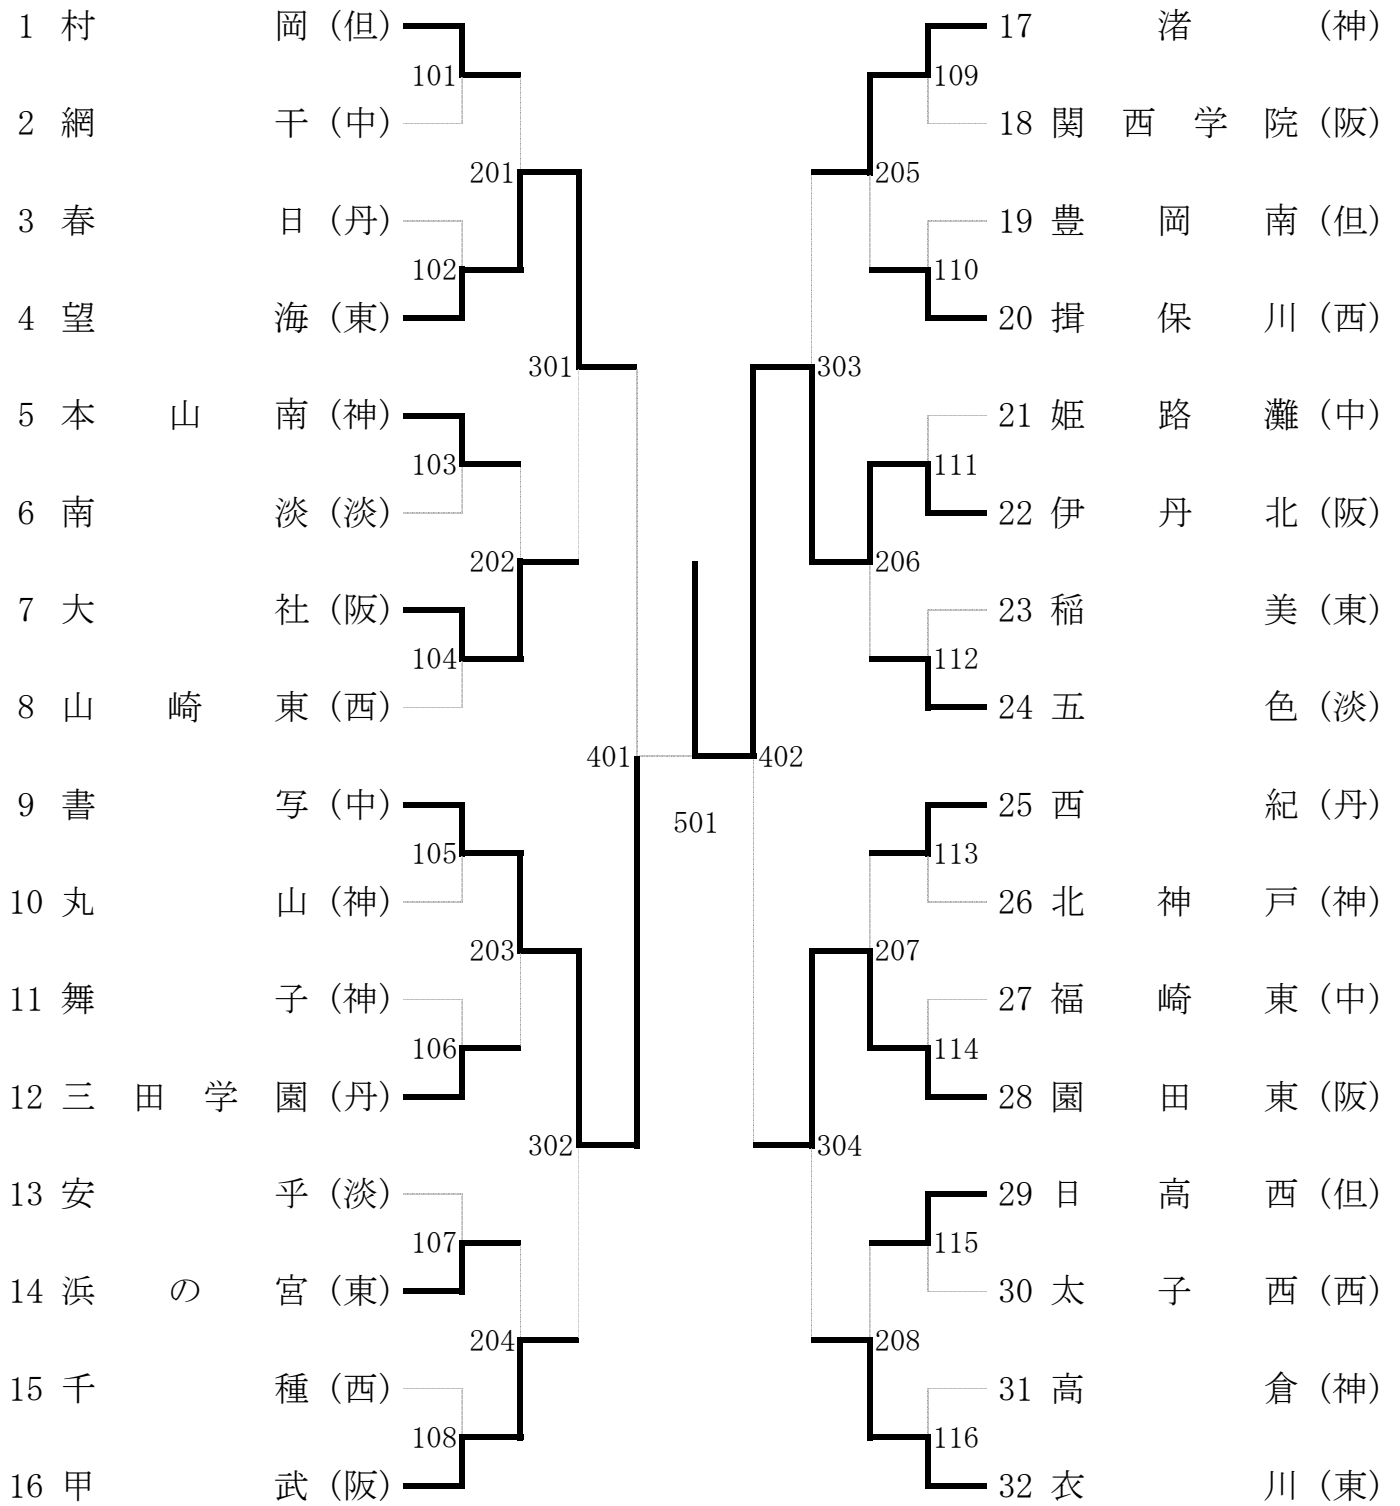 1 村岡 (但)
101
2 網干 (中)
201
3 春日 (丹)
102
4 望海 (東)
301
5 本山南 (神)
103
6 南淡 (淡)
202
7 大社 (阪)
104
8 山崎東 (西)
401
9 書写 (中)
105
10 丸山 (神)
203
11 舞子 (神)
106
12 三田学園 (丹)
302
13 安乎 (淡)
107
14 浜の宮 (東)
204
15 千種 (西)
108
16 甲武 (阪)
501
17 渚 (神)
109
18 関西学院 (阪)
205
19 豊岡南 (但)
110
20 揖保川 (西)
303
21 姫路灘 (中)
111
22 伊丹北 (阪)
206
23 稲美 (東)
112
24 五色 (淡)
402
25 西紀 (丹)
113
26 北神戸 (神)
207
27 福崎東 (中)
114
28 園田東 (阪)
304
29 日高西 (但)
115
30 太子西 (西)
208
31 高倉 (神)
116
32 衣川 (東)